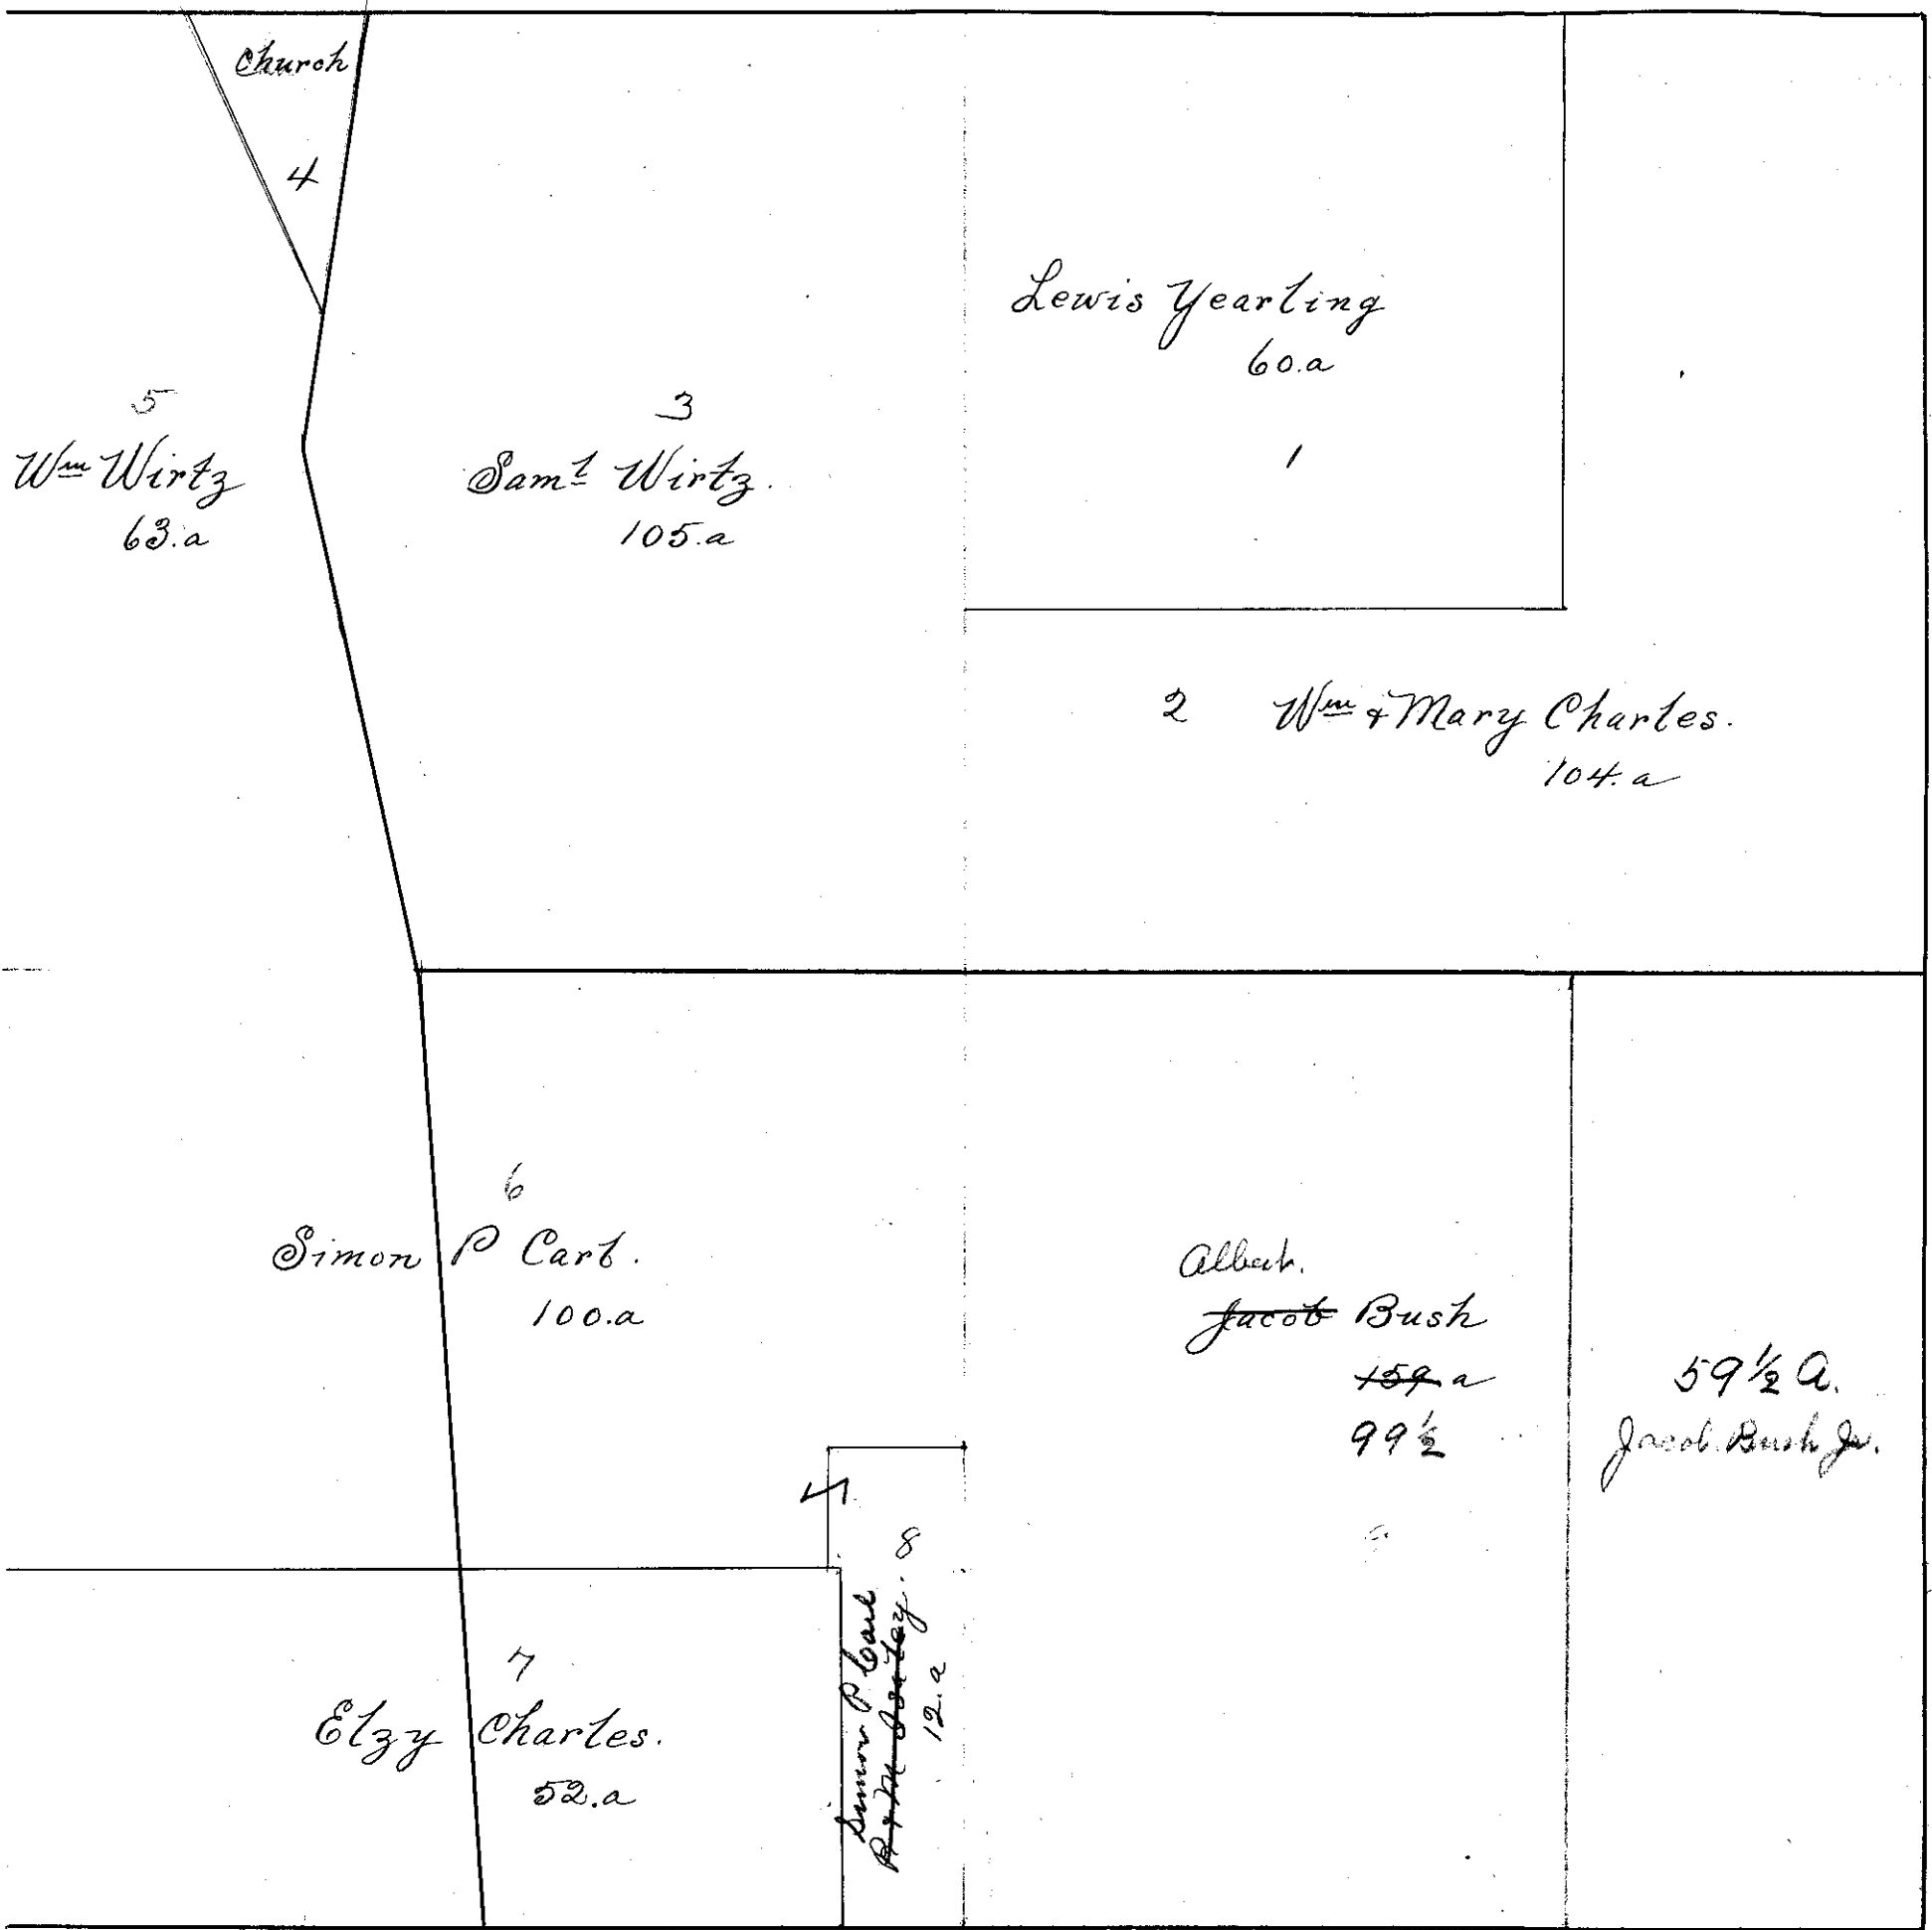 Church
4
5
Wm Wirtz
63.a
3
Saml Wirtz.
105.a
Lewis Yearling
60.a
1
2 Wm & Mary Charles.
104.a
6
Simon P Carl.
100.a
Albert.
Jacob Bush
159 a
99½
59½ A.
Jacob Bush Jr.
7
Elzy Charles.
52.a
Simon P Carl
8
12.a